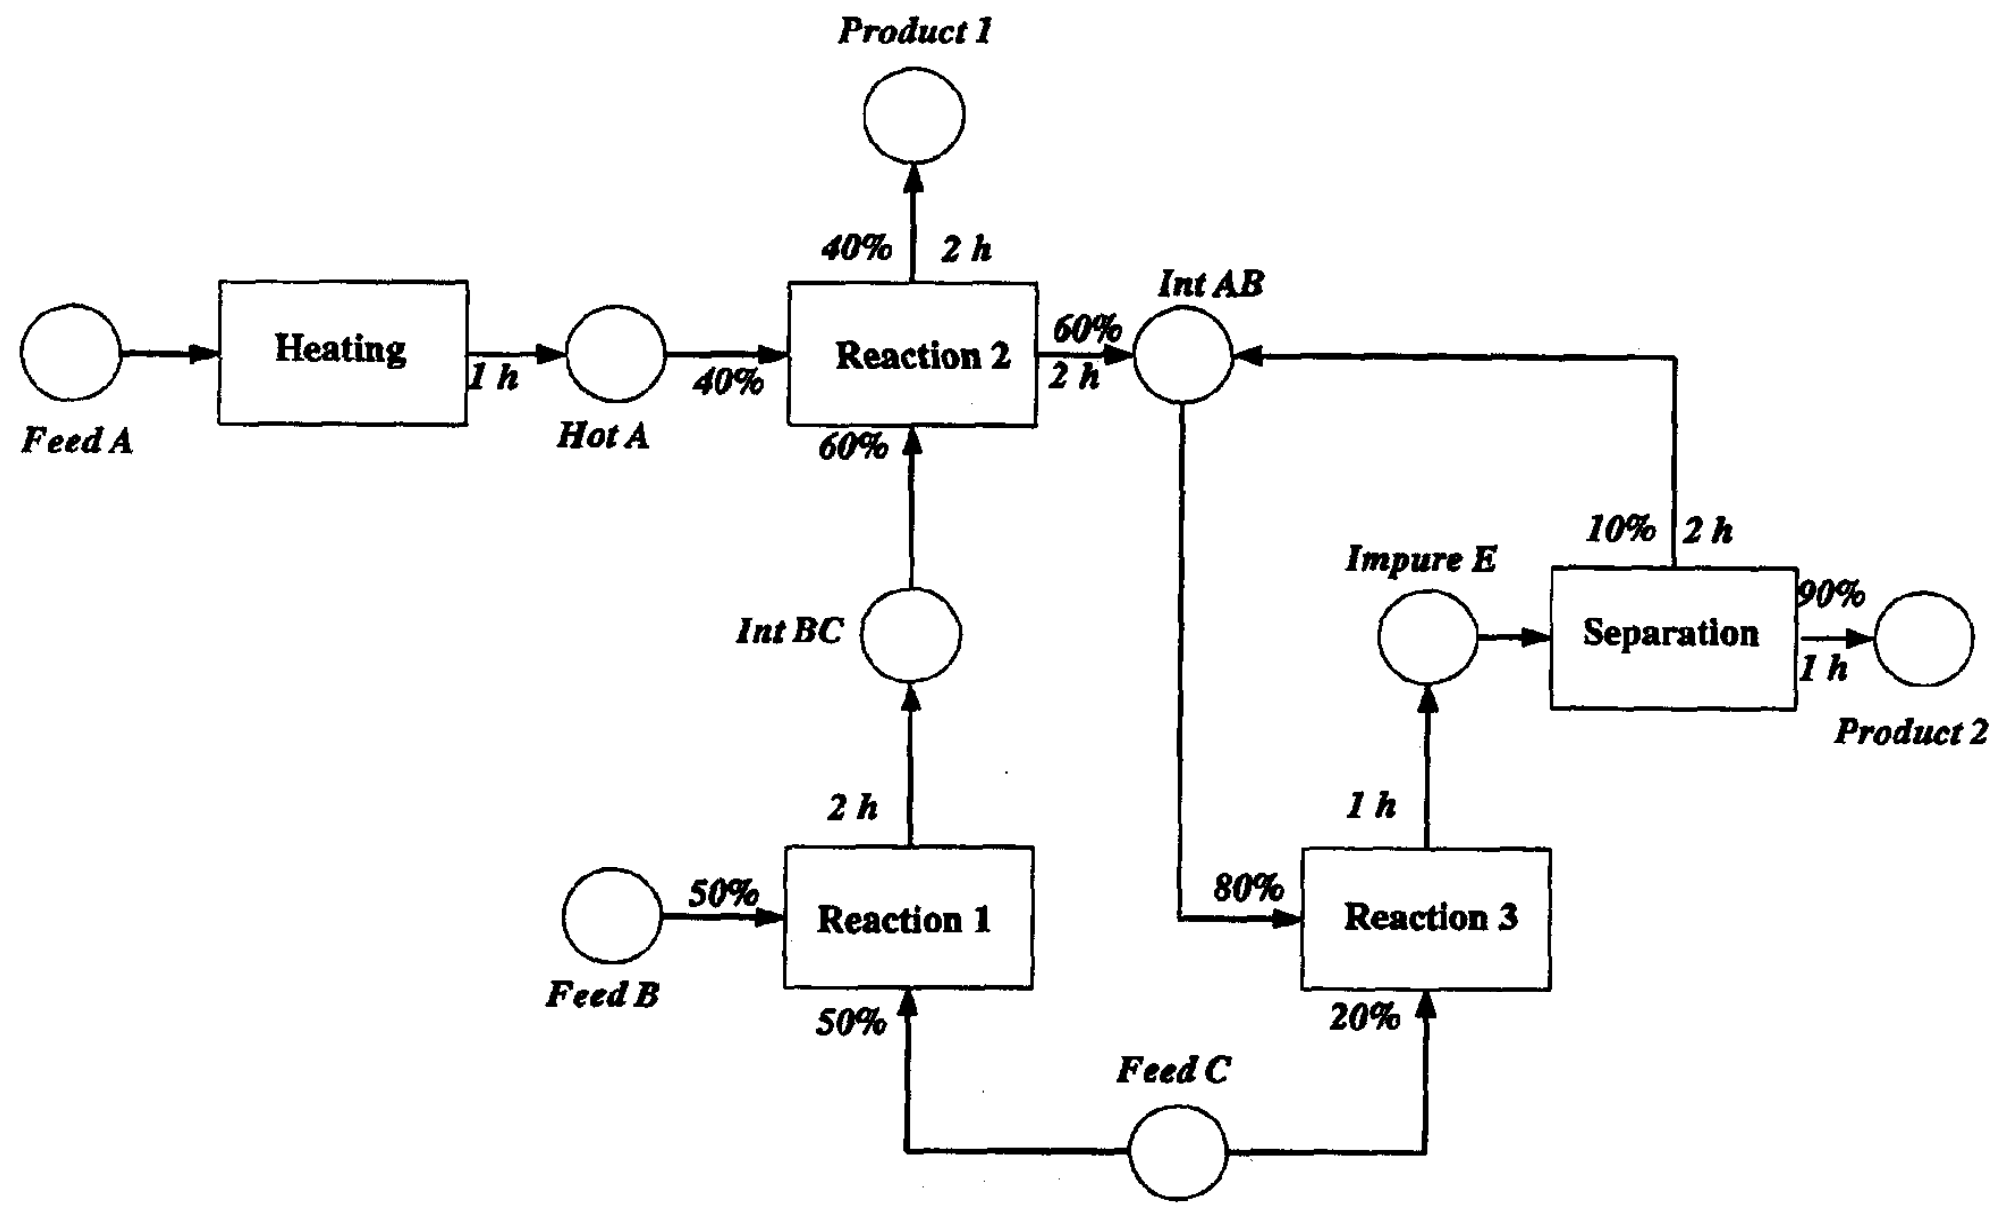 Product 1
40% 2 h
Int AB
Heating
1 h
Hot A
40%
Reaction 2
60%
2 h
Feed A
60%
10% 2 h
Impure E
90%
Int BC
Separation
1 h
Product 2
2 h
1 h
50%
80%
Reaction 1
Reaction 3
Feed B
50%
20%
Feed C